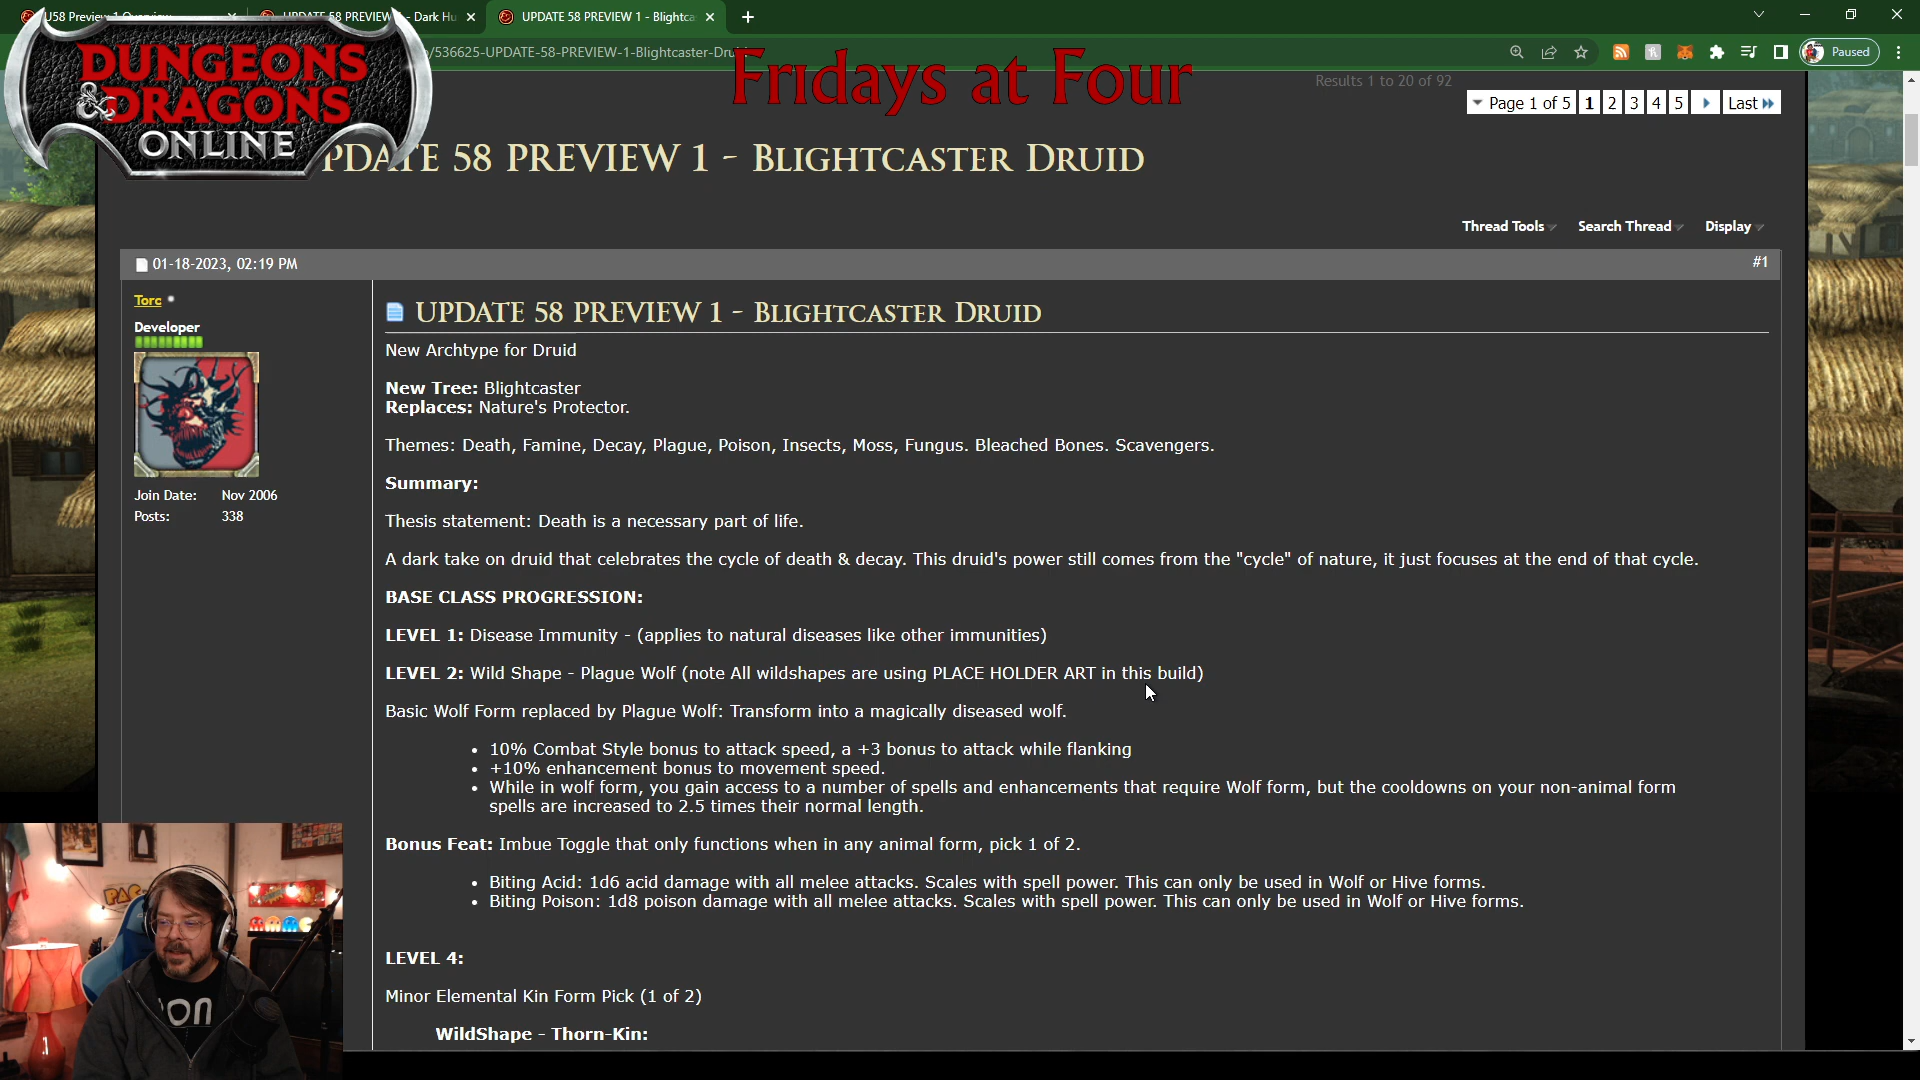 U58 Preview 1 Overview
UPDATE 58 PREVIEW - Dark Hu
UPDATE 58 PREVIEW 1 - Blightca
/536625-UPDATE-58-PREVIEW-1-Blightcaster-Dru
Paused
DUNGEONS
&
DRAGONS
ONLINE
Fridays at Four
Results 1 to 20 of 92
Page 1 of 5 1 2 3 4 5 Last
PDATE 58 PREVIEW 1 - Blightcaster Druid
Thread Tools Search Thread Display
01-18-2023, 02:19 PM #1
Torc
Developer
Join Date: Nov 2006
Posts: 338
UPDATE 58 PREVIEW 1 - Blightcaster Druid
New Archtype for Druid
New Tree: Blightcaster
Replaces: Nature's Protector.
Themes: Death, Famine, Decay, Plague, Poison, Insects, Moss, Fungus. Bleached Bones. Scavengers.
Summary:
Thesis statement: Death is a necessary part of life.
A dark take on druid that celebrates the cycle of death & decay. This druid's power still comes from the "cycle" of nature, it just focuses at the end of that cycle.
BASE CLASS PROGRESSION:
LEVEL 1: Disease Immunity - (applies to natural diseases like other immunities)
LEVEL 2: Wild Shape - Plague Wolf (note All wildshapes are using PLACE HOLDER ART in this build)
Basic Wolf Form replaced by Plague Wolf: Transform into a magically diseased wolf.
• 10% Combat Style bonus to attack speed, a +3 bonus to attack while flanking
• +10% enhancement bonus to movement speed.
• While in wolf form, you gain access to a number of spells and enhancements that require Wolf form, but the cooldowns on your non-animal form
spells are increased to 2.5 times their normal length.
Bonus Feat: Imbue Toggle that only functions when in any animal form, pick 1 of 2.
• Biting Acid: 1d6 acid damage with all melee attacks. Scales with spell power. This can only be used in Wolf or Hive forms.
• Biting Poison: 1d8 poison damage with all melee attacks. Scales with spell power. This can only be used in Wolf or Hive forms.
LEVEL 4:
Minor Elemental Kin Form Pick (1 of 2)
WildShape - Thorn-Kin:
PAC
on